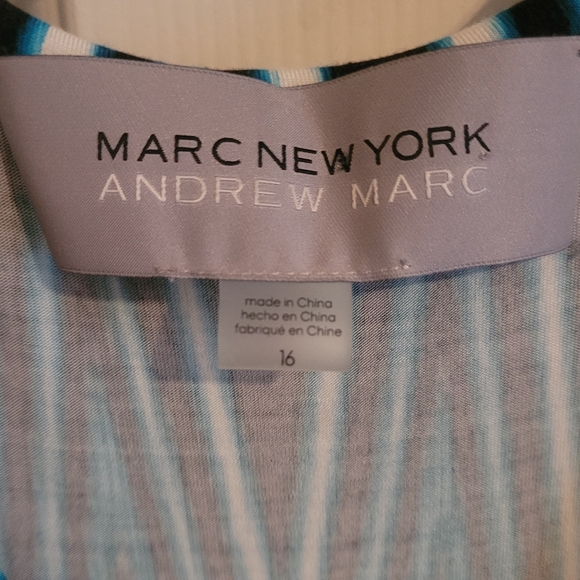 MARC NEW YORK
ANDREW MARC
made in China
hecho en China
fabriqué en Chine
16